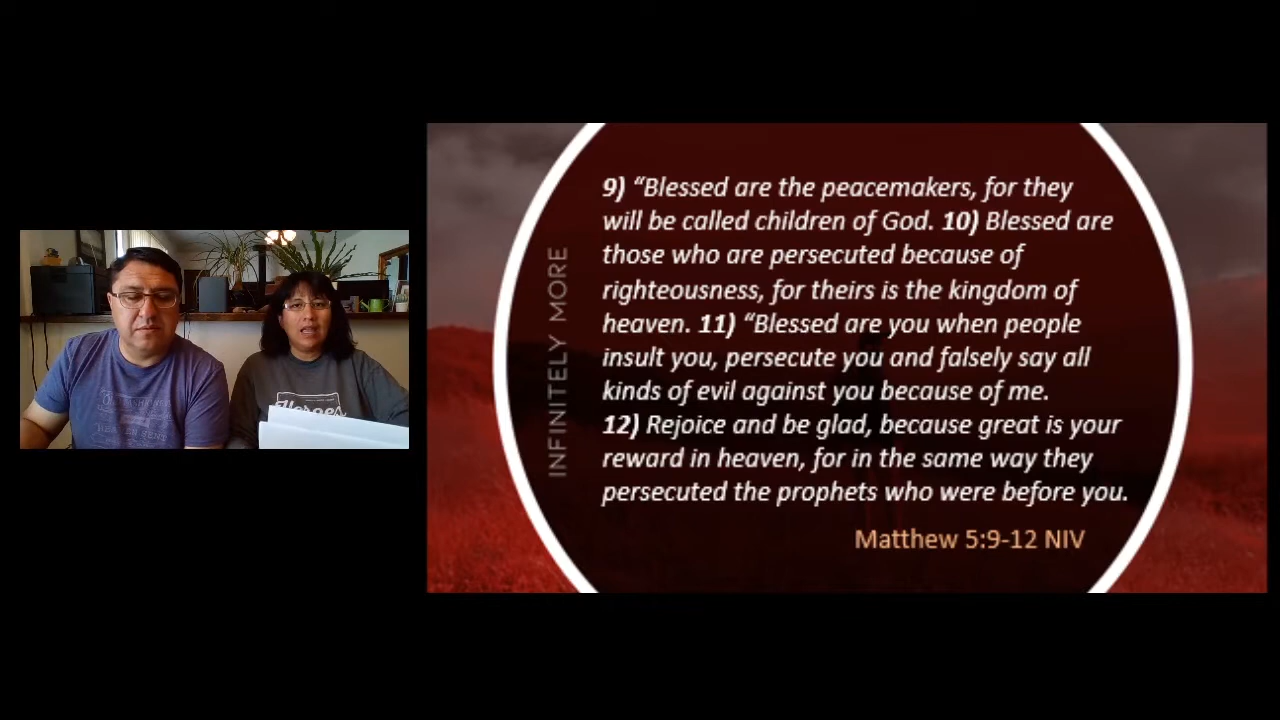 9) “Blessed are the peacemakers, for they
will be called children of God. 10) Blessed are
those who are persecuted because of
righteousness, for theirs is the kingdom of
heaven. 11) “Blessed are you when people
insult you, persecute you and falsely say all
kinds of evil against you because of me.
12) Rejoice and be glad, because great is your
reward in heaven, for in the same way they
persecuted the prophets who were before you.
Matthew 5:9-12 NIV
INFINITELY MORE
Heroes